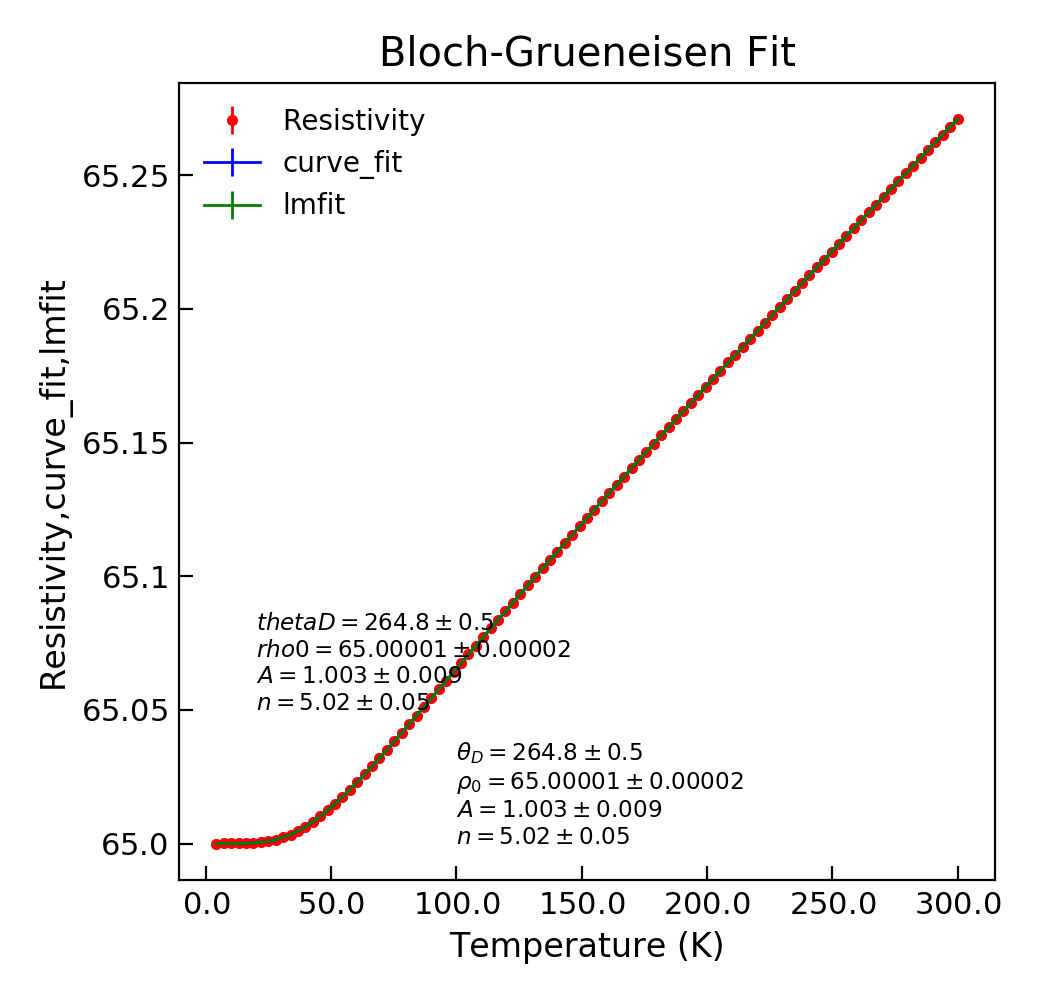 Bloch-Grueneisen Fit
Resistivity
curve_fit
lmfit
65.25
65.2
65.15
65.1
65.05
65.0
Resistivity,curve_fit,lmfit
thetaD = 264.8 ± 0.5
rho0 = 65.00001 ± 0.00002
A = 1.003 ± 0.009
n = 5.02 ± 0.05
θ_D = 264.8 ± 0.5
ρ_0 = 65.00001 ± 0.00002
A = 1.003 ± 0.009
n = 5.02 ± 0.05
0.0 50.0 100.0 150.0 200.0 250.0 300.0
Temperature (K)